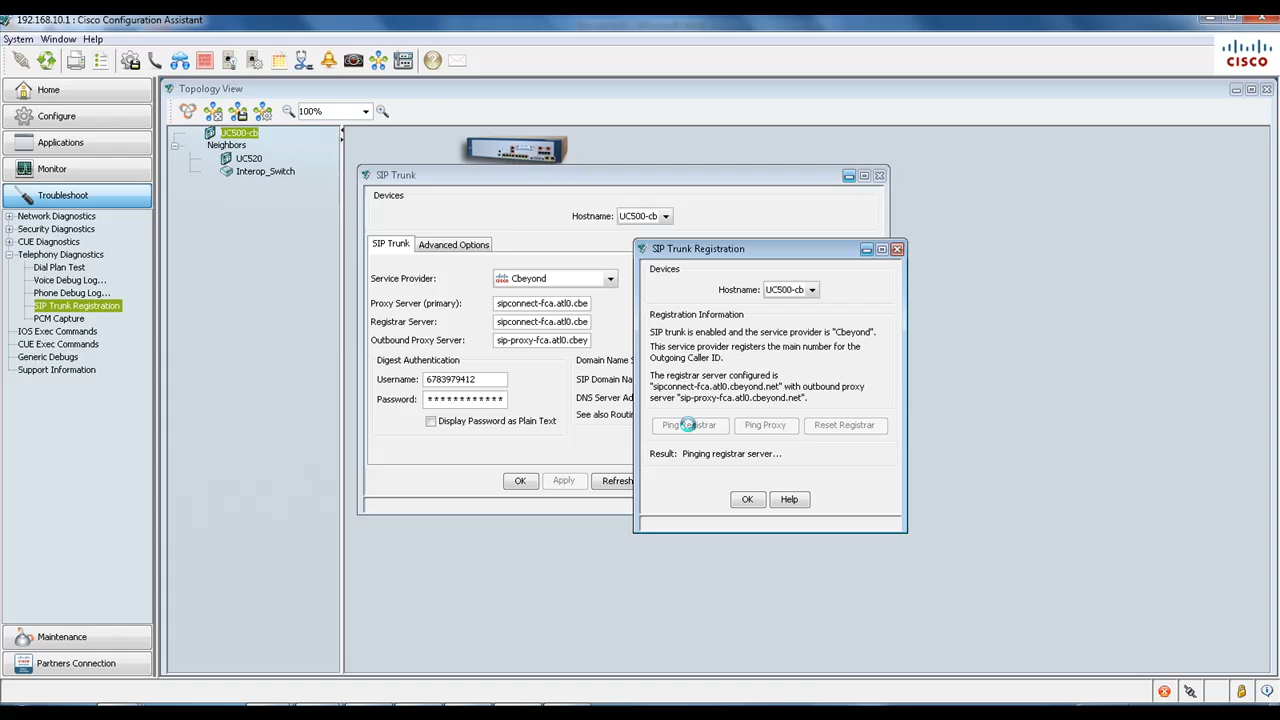 192.168.10.1 : Cisco Configuration Assistant
System Window Help
CISCO
Home
Configure
Applications
Monitor
Troubleshoot
Network Diagnostics
Security Diagnostics
CUE Diagnostics
Telephony Diagnostics
Dial Plan Test
Voice Debug Log...
Phone Debug Log...
SIP Trunk Registration
PCM Capture
IOS Exec Commands
CUE Exec Commands
Generic Debugs
Support Information
Maintenance
Partners Connection
Topology View
100%
UC500-cb
Neighbors
UC520
Interop_Switch
SIP Trunk
Devices
Hostname: UC500-cb
SIP Trunk Advanced Options
Service Provider: Cbeyond
Proxy Server (primary): sipconnect-fca.atl0.cbe
Registrar Server: sipconnect-fca.atl0.cbe
Outbound Proxy Server: sip-proxy-fca.atl0.cbey
Digest Authentication
Username: 6783979412
Password: ************
Display Password as Plain Text
Domain Name S
SIP Domain Na
DNS Server Ad
See also Routin
OK Apply Refresh
SIP Trunk Registration
Devices
Hostname: UC500-cb
Registration Information
SIP trunk is enabled and the service provider is "Cbeyond".
This service provider registers the main number for the
Outgoing Caller ID.
The registrar server configured is
"sipconnect-fca.atl0.cbeyond.net" with outbound proxy
server "sip-proxy-fca.atl0.cbeyond.net".
Ping Registrar Ping Proxy Reset Registrar
Result: Pinging registrar server...
OK Help